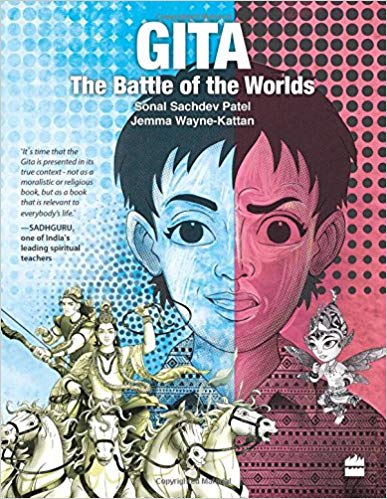 GITA
The Battle of the Worlds
Sonal Sachdev Patel
Jemma Wayne-Kattan
'It's time that the
Gita is presented in its
true context - not as a
moralistic or religious
book, but as a book
that is relevant to
everybody's life.'
—SADHGURU,
one of India's
leading spiritual
teachers
Copyrighted Material